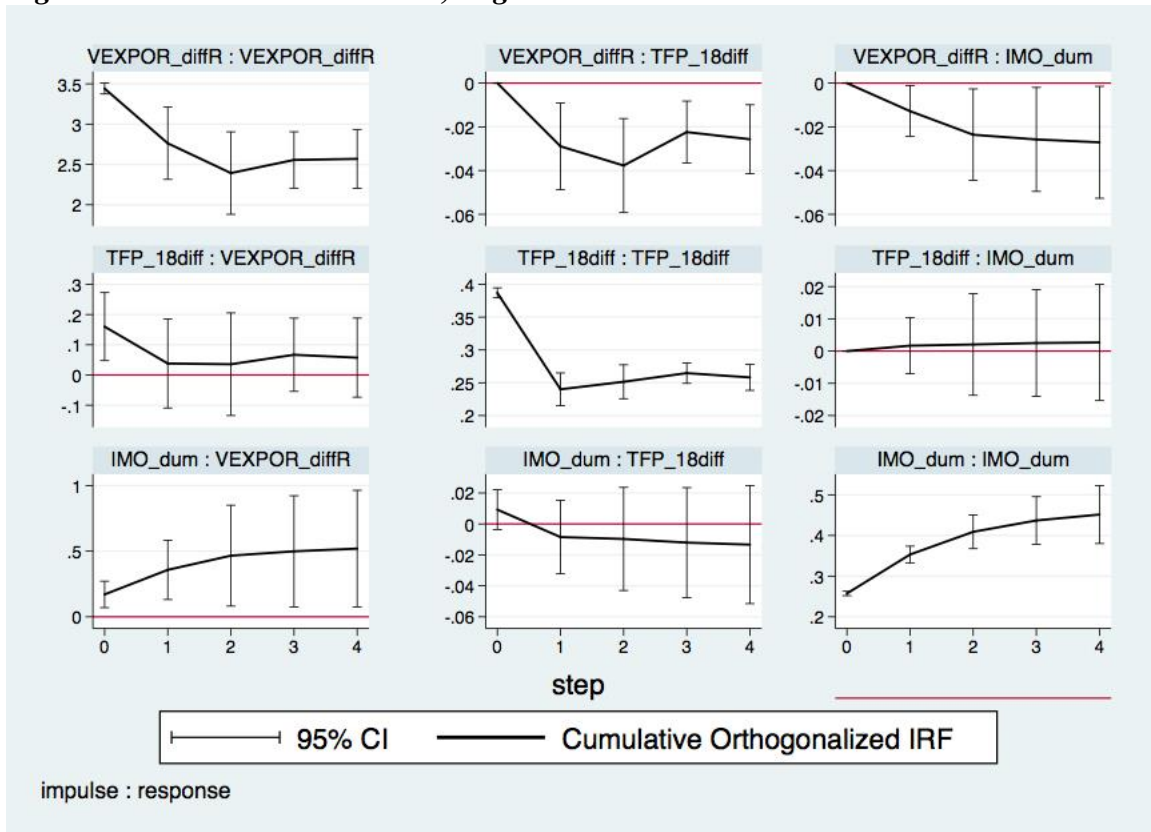 VEXPOR_diffR : VEXPOR_diffR
VEXPOR_diffR : TFP_18diff
VEXPOR_diffR : IMO_dum
3.5
3
2.5
2
0
-.02
-.04
-.06
0
-.02
-.04
-.06
TFP_18diff : VEXPOR_diffR
TFP_18diff : TFP_18diff
TFP_18diff : IMO_dum
.3
.2
.1
0
-.1
.4
.35
.3
.25
.2
.02
.01
0
-.01
-.02
IMO_dum : VEXPOR_diffR
IMO_dum : TFP_18diff
IMO_dum : IMO_dum
1
.5
0
.02
0
-.02
-.04
-.06
.5
.4
.3
.2
0 1 2 3 4
0 1 2 3 4
0 1 2 3 4
step
95% CI
Cumulative Orthogonalized IRF
impulse : response